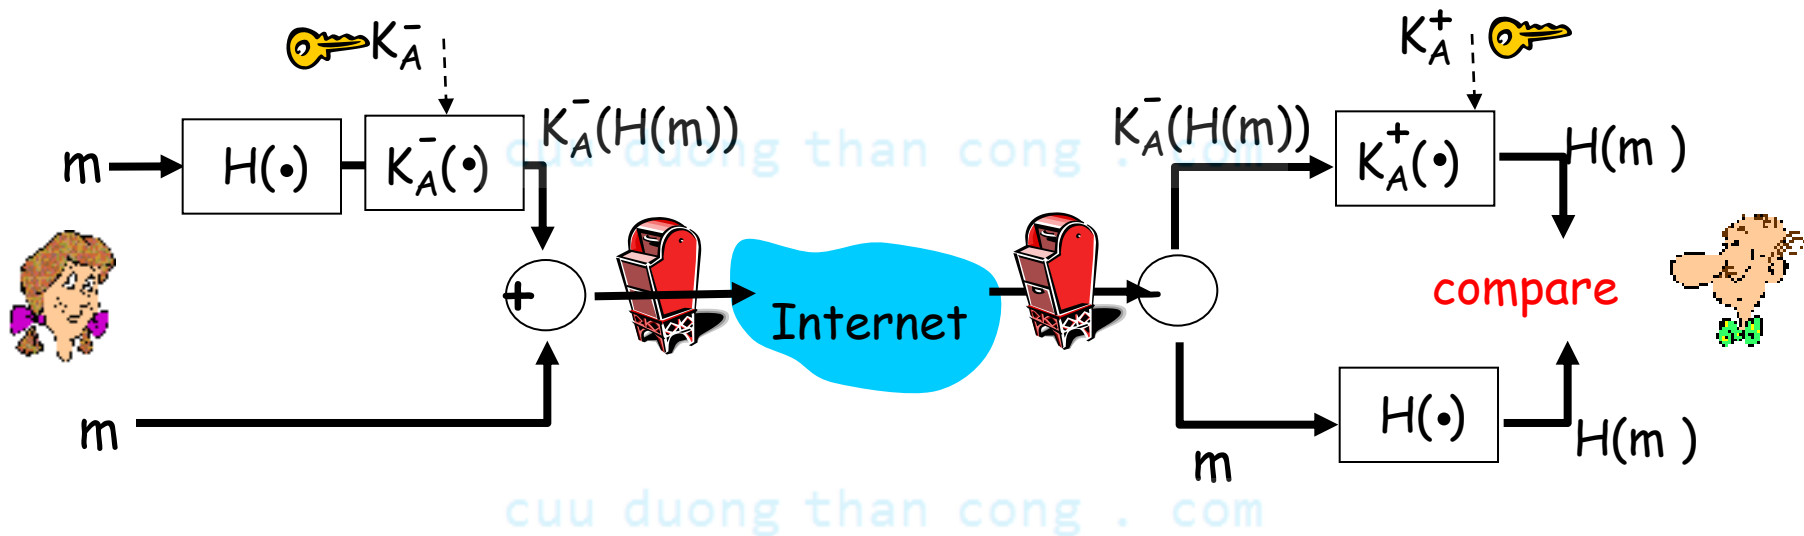 K_A^-
K_A^+
m
H(•)
K_A^-(•)
K_A^-(H(m))
K_A^-(H(m))
K_A^+(•)
H(m )
cuu duong than cong . com
+
Internet
-
compare
m
m
H(•)
H(m )
cuu duong than cong . com